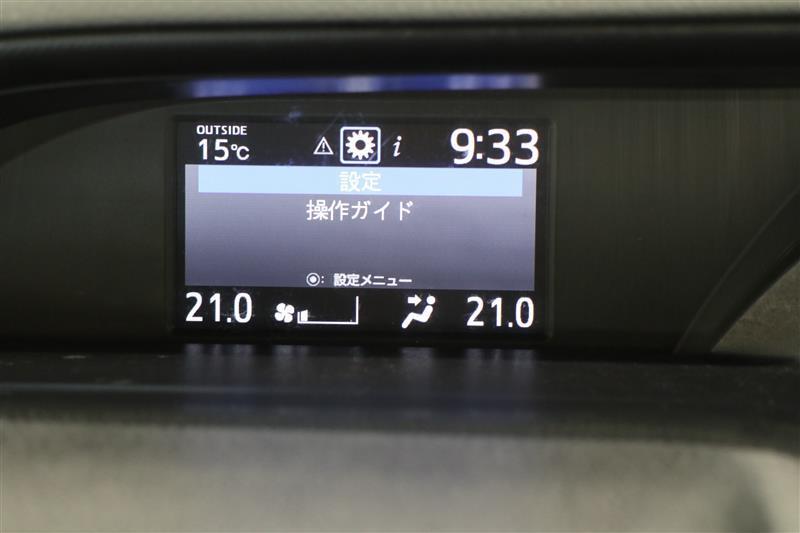 OUTSIDE
15℃ i 9:33
設定
操作ガイド
◉: 設定メニュー
21.0 21.0